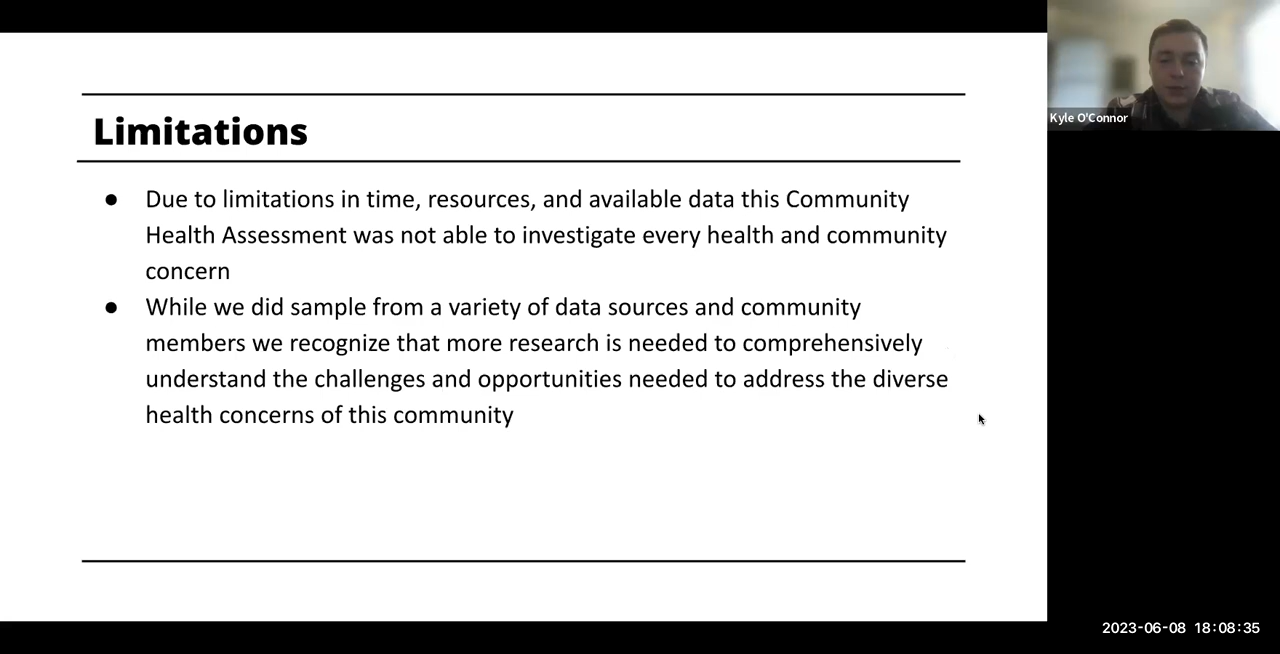 Limitations
● Due to limitations in time, resources, and available data this Community
Health Assessment was not able to investigate every health and community
concern
● While we did sample from a variety of data sources and community
members we recognize that more research is needed to comprehensively
understand the challenges and opportunities needed to address the diverse
health concerns of this community
Kyle O'Connor
2023-06-08 18:08:35